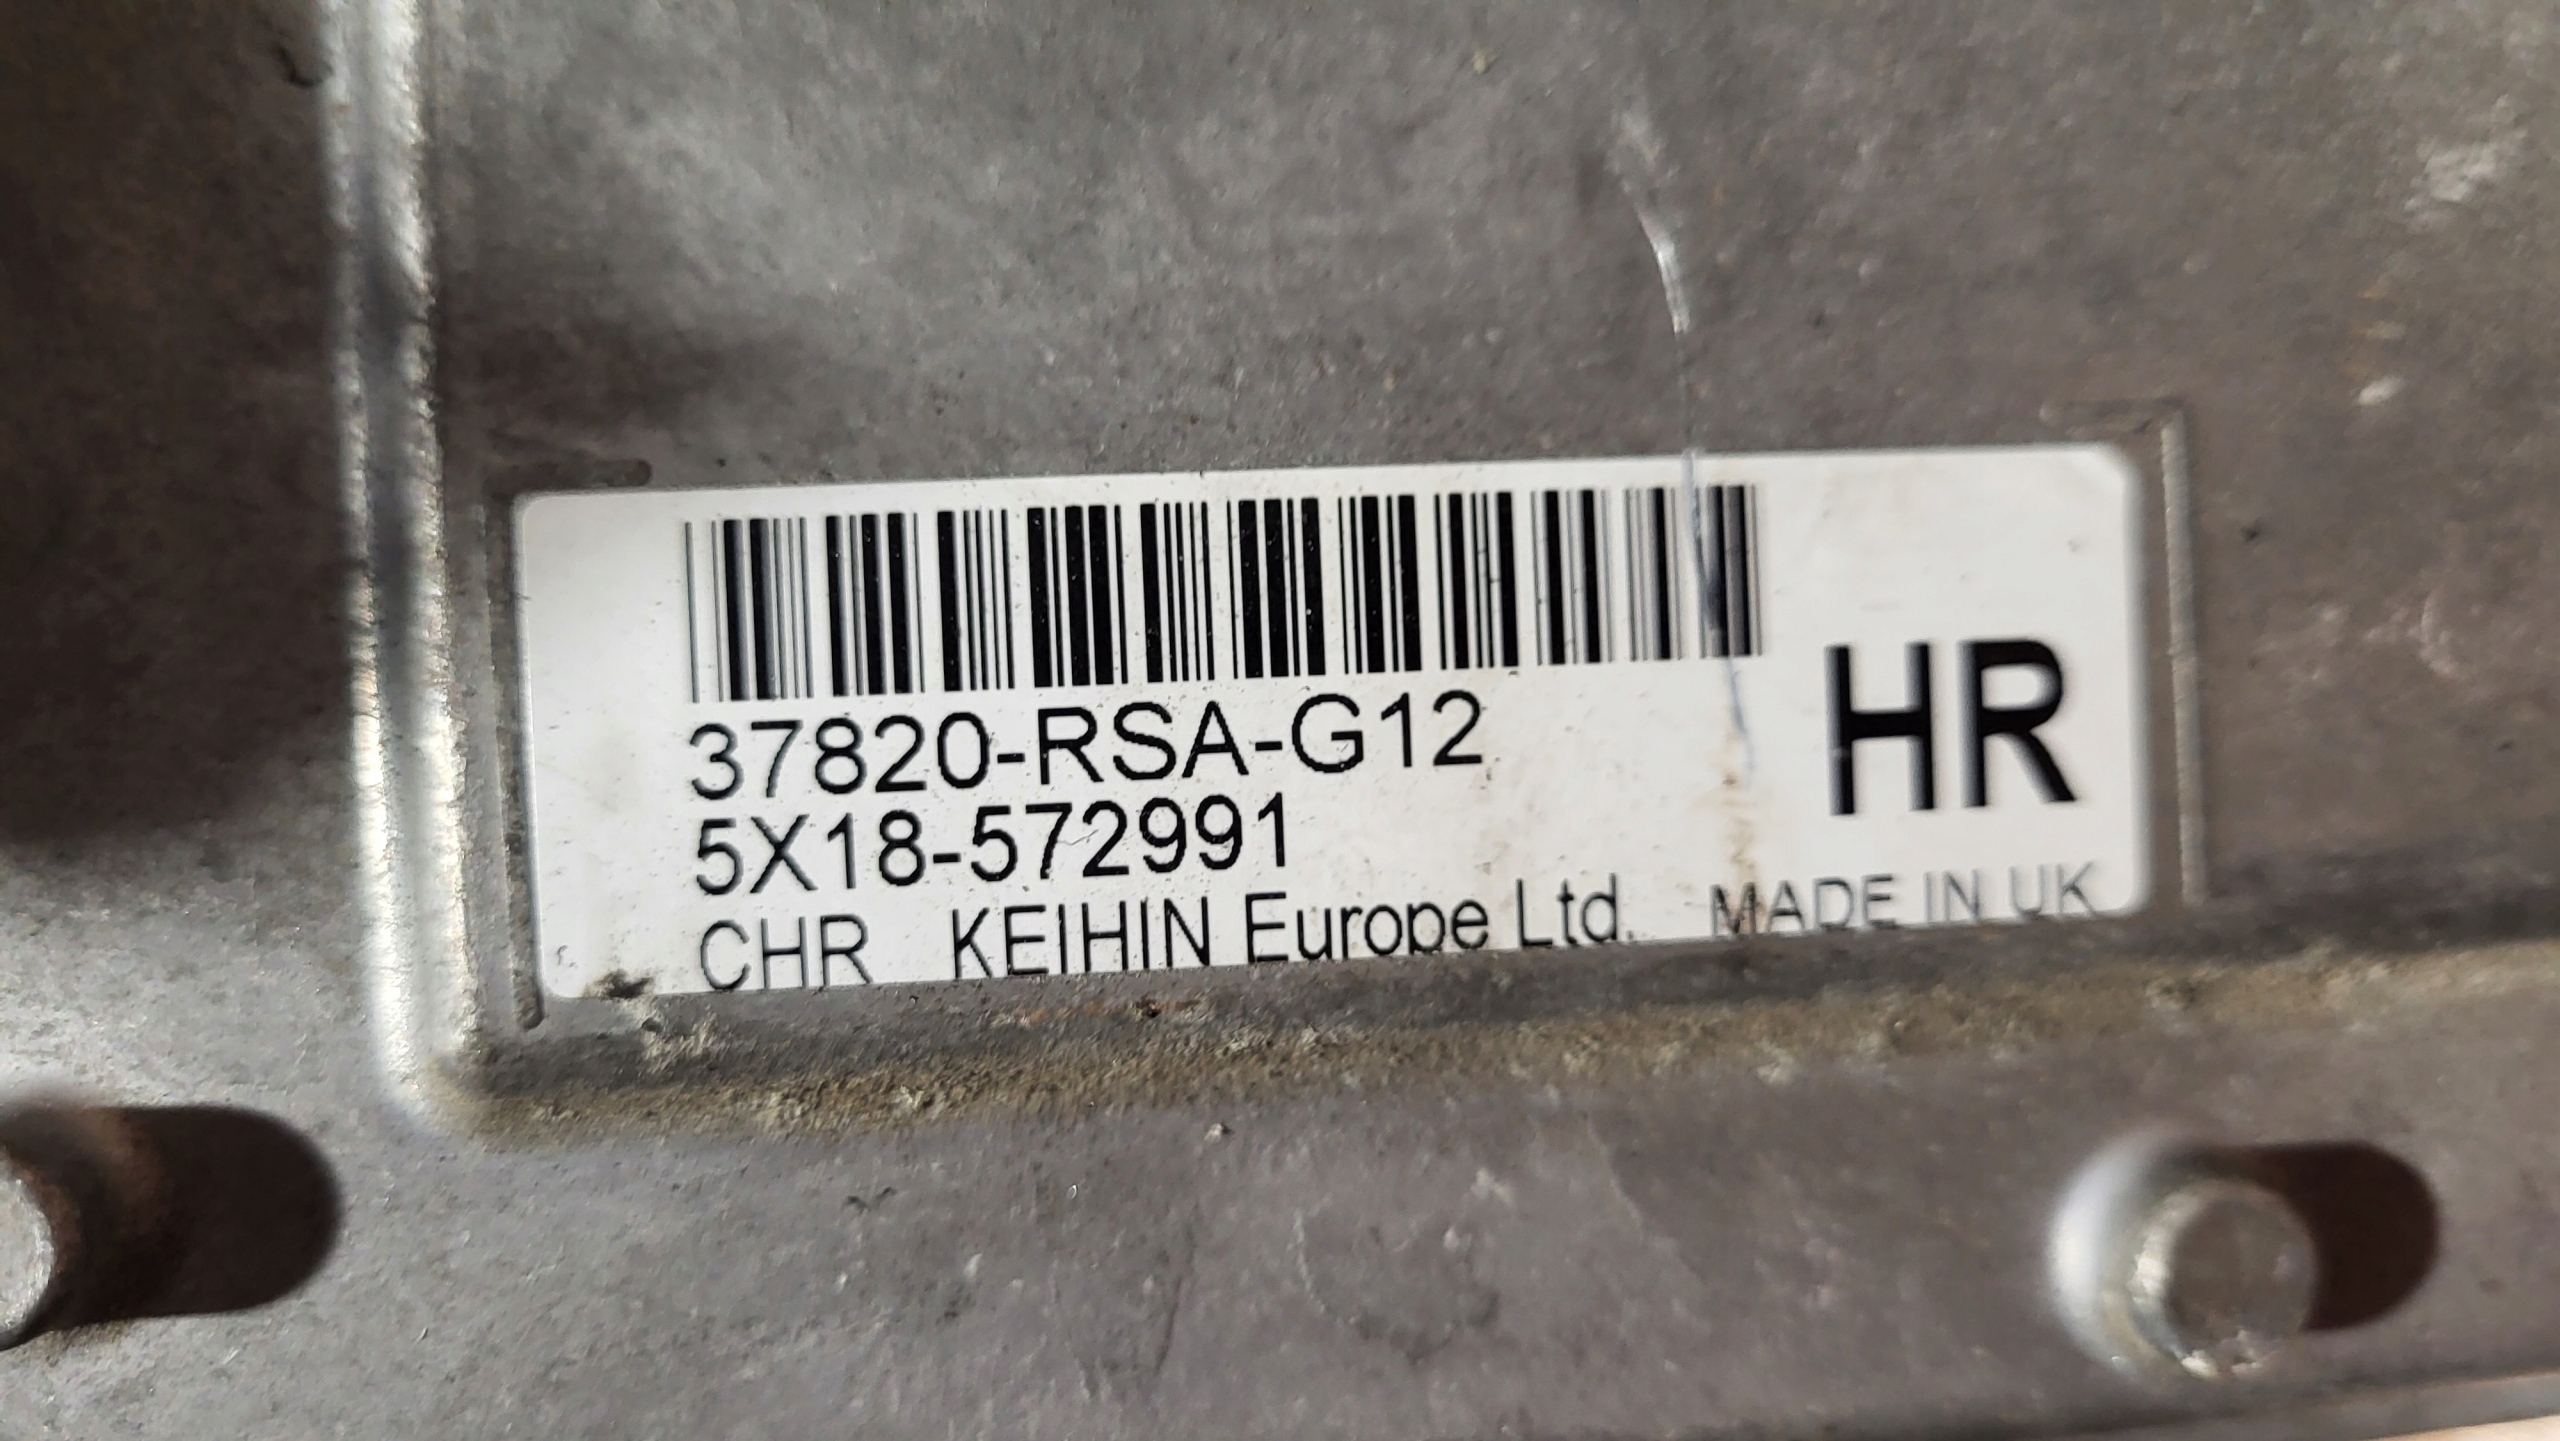 37820-RSA-G12
HR
5X18-572991
CHR KEIHIN Europe Ltd. MADE IN UK